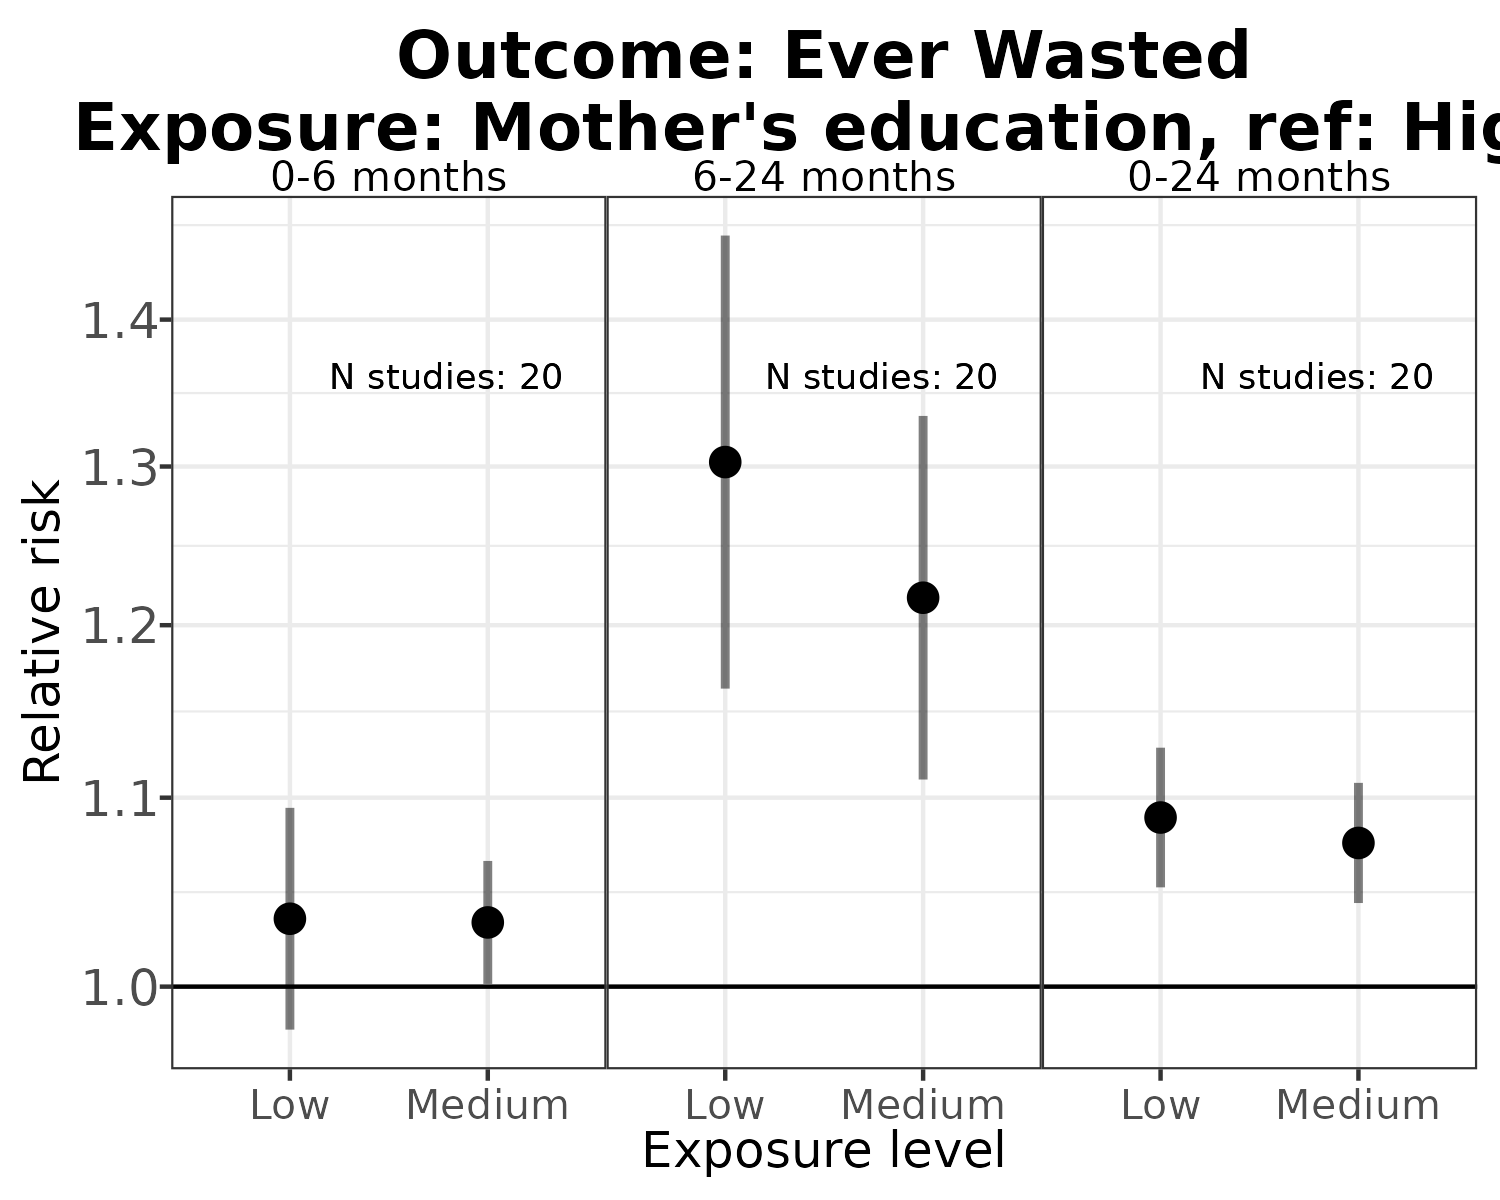 Outcome: Ever Wasted
Exposure: Mother's education, ref: Hig
0-6 months
6-24 months
0-24 months
N studies: 20
N studies: 20
N studies: 20
Relative risk
1.4
1.3
1.2
1.1
1.0
Low
Medium
Low
Medium
Low
Medium
Exposure level